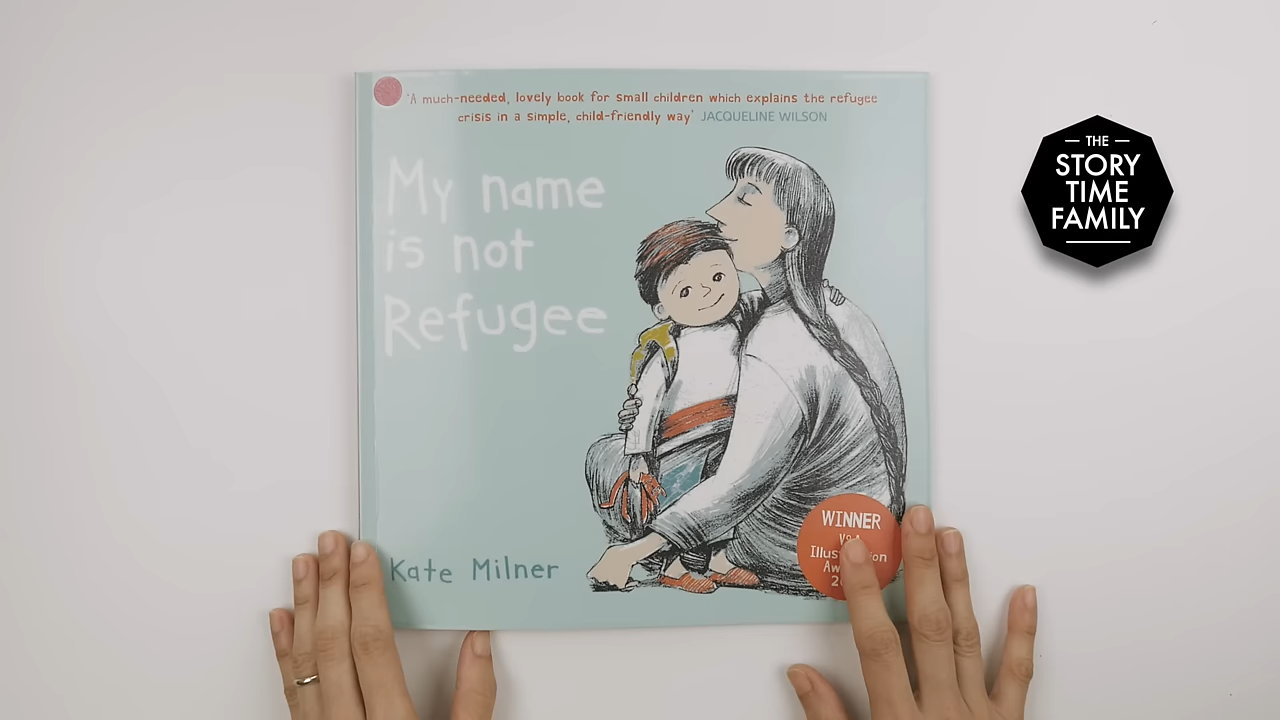 'A much-needed, lovely book for small children which explains the refugee
crisis in a simple, child-friendly way' JACQUELINE WILSON
My name
is not
Refugee
Kate Milner
WINNER
THE
STORY
TIME
FAMILY